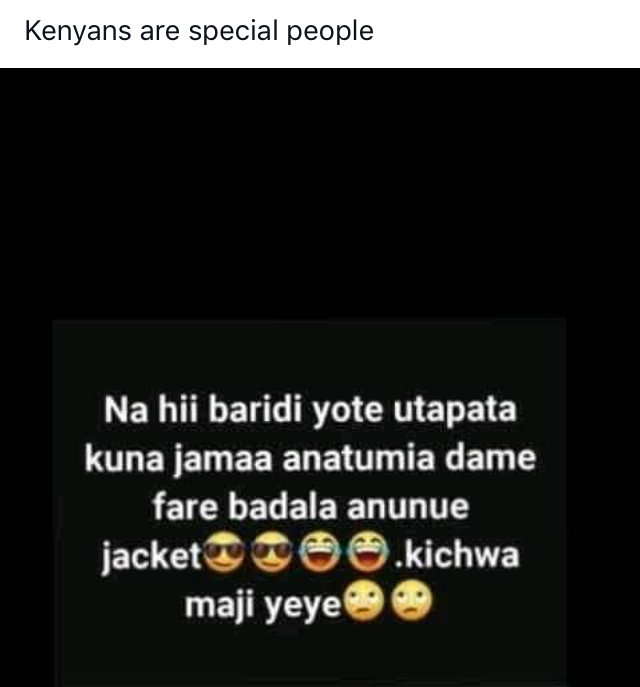 Kenyans are special people
Na hii baridi yote utapata
kuna jamaa anatumia dame
fare badala anunue
jacket😎😎😂😂.kichwa
maji yeye🙄🙄